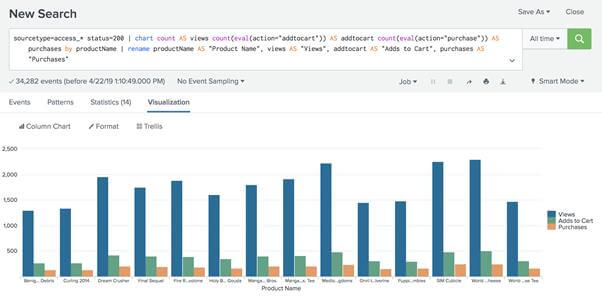 New Search
Save As ▾ Close
sourcetype=access_* status=200 | chart count AS views count(eval(action="addtocart")) AS addtocart count(eval(action="purchase")) AS
purchases by productName | rename productName AS "Product Name", views AS "Views", addtocart AS "Adds to Cart", purchases AS
"Purchases"
All time ▾
✓ 34,282 events (before 4/22/19 1:10:49.000 PM) No Event Sampling ▾ Job ▾ Smart Mode ▾
Events Patterns Statistics (14) Visualization
Column Chart Format Trellis
2,500
2,000
1,500
1,000
500
Views
Adds to Cart
Purchases
Benig... Debris Curling 2014 Dream Crusher Final Sequel Fire R...stone Holy B... Gouda Manga... Bros. Manga...s. Tee Medic...gdoms Orvil t...lverine Puppi...mbies SIM Cubicle World ...heese World ...se Tee
Product Name